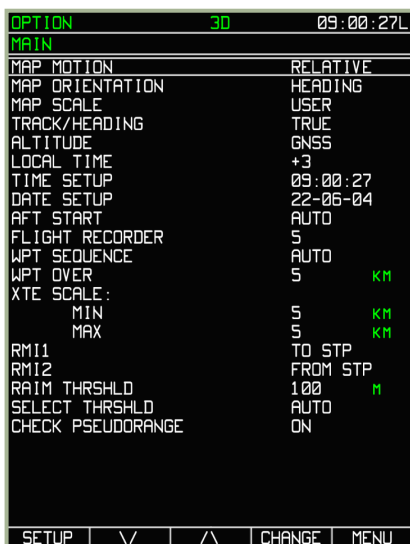 OPTION 3D 09:00:27L
MAIN
MAP MOTION RELATIVE
MAP ORIENTATION HEADING
MAP SCALE USER
TRACK/HEADING TRUE
ALTITUDE GNSS
LOCAL TIME +3
TIME SETUP 09:00:27
DATE SETUP 22-06-04
AFT START AUTO
FLIGHT RECORDER 5
WPT SEQUENCE AUTO
WPT OVER 5 KM
XTE SCALE:
MIN 5 KM
MAX 5 KM
RMI1 TO STP
RMI2 FROM STP
RAIM THRSHLD 100 M
SELECT THRSHLD AUTO
CHECK PSEUDORANGE ON
SETUP \/ /\ CHANGE MENU